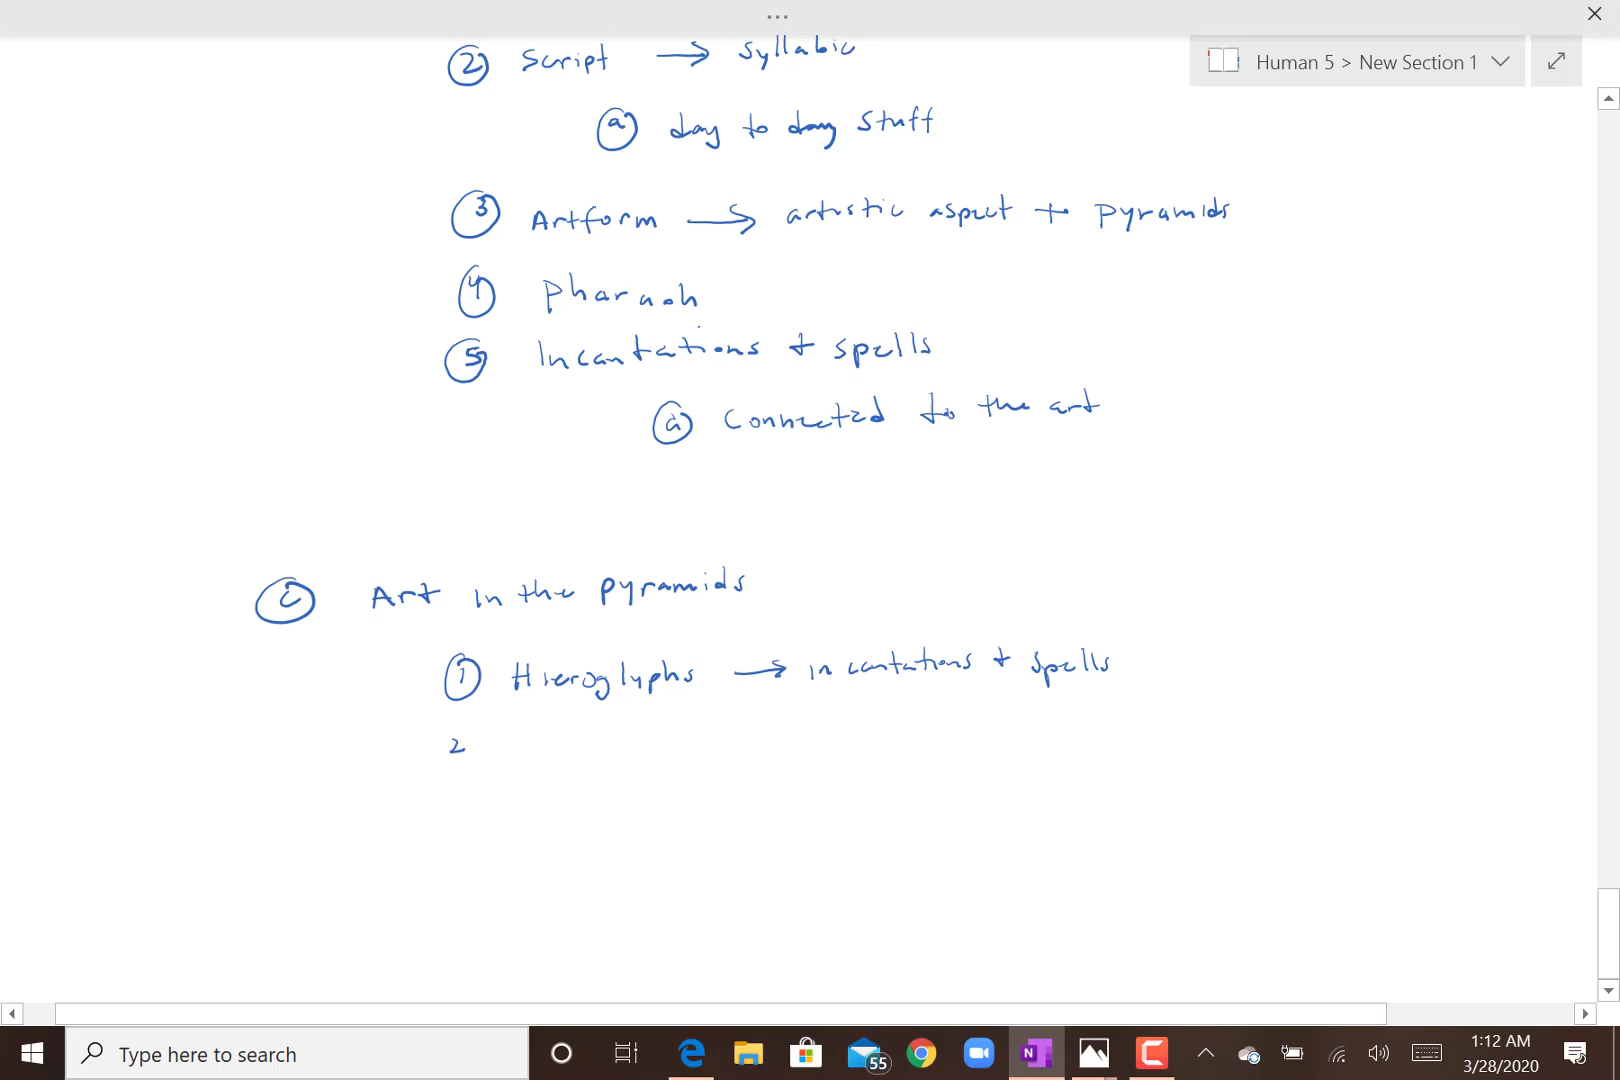 ...
Human 5 > New Section 1
2 Script → Syllabic
a day to day stuff
3 Artform → artistic aspect to pyramids
4 Pharaoh
5 Incantations + spells
a Connected to the art
C Art in the pyramids
1 Hieroglyphs → incantations + spells
2
Type here to search
55
N
1:12 AM
3/28/2020